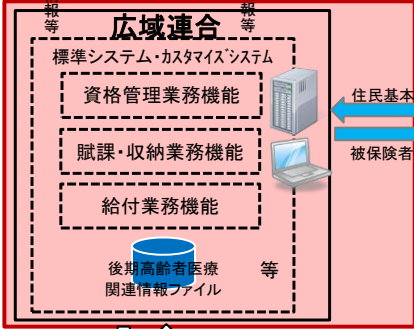 報
等
報
等
広域連合
標準システム・カスタマイズシステム
資格管理業務機能
賦課・収納業務機能
給付業務機能
後期高齢者医療
関連情報ファイル
等
住民基本
被保険者